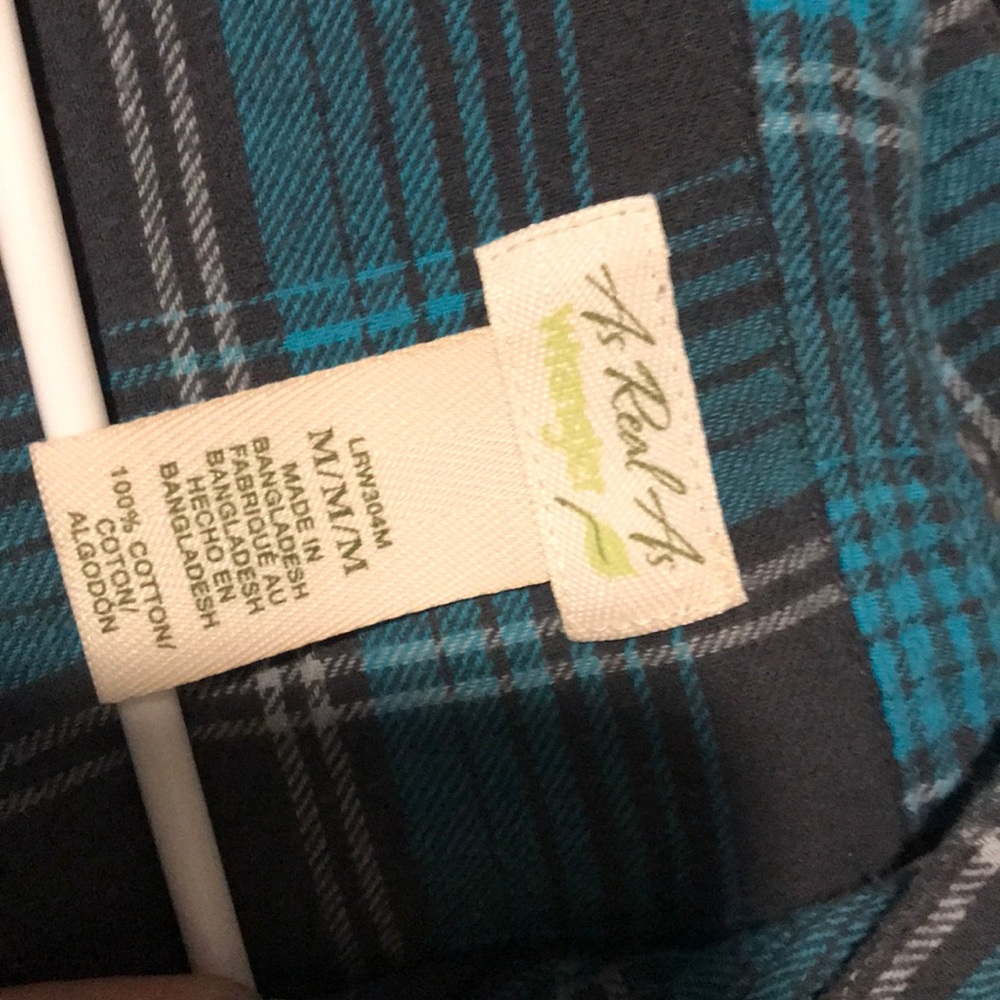 As Real As
wrangler
LRW304M
M/M/M
MADE IN
BANGLADESH
FABRIQUÉ AU
BANGLADESH
HECHO EN
BANGLADESH
100% COTTON/
COTON/
ALGODÓN